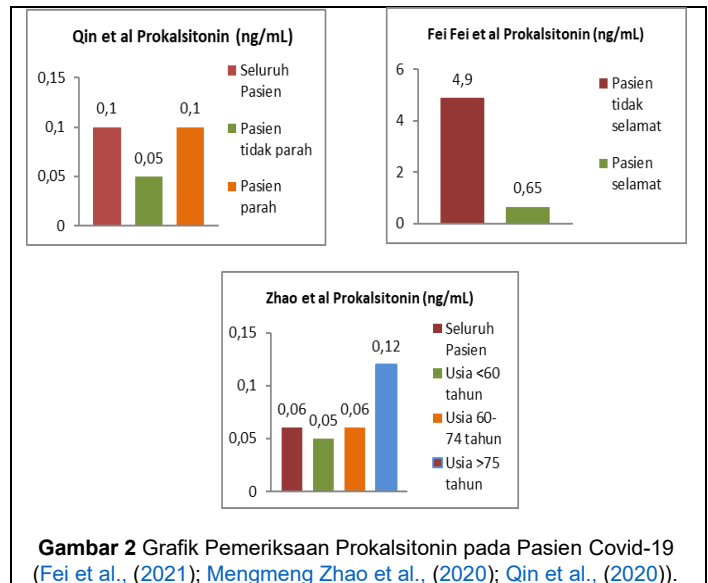 Qin et al Prokalsitonin (ng/mL)
0,15
0,1
0,05
0
0,1
0,05
0,1
Seluruh
Pasien
Pasien
tidak parah
Pasien
parah
Fei Fei et al Prokalsitonin (ng/mL)
6
4
2
0
4,9
0,65
Pasien
tidak
selamat
Pasien
selamat
Zhao et al Prokalsitonin (ng/mL)
0,15
0,1
0,05
0
0,06
0,05
0,06
0,12
Seluruh
Pasien
Usia <60
tahun
Usia 60-
74 tahun
Usia >75
tahun
Gambar 2 Grafik Pemeriksaan Prokalsitonin pada Pasien Covid-19
(Fei et al., (2021); Mengmeng Zhao et al., (2020); Qin et al., (2020)).